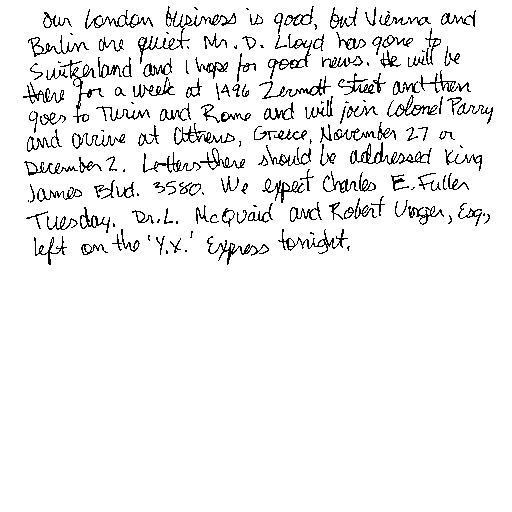 Our London business is good, but Vienna and
Berlin are quiet. Mr. D. Lloyd has gone to
Switzerland and I hope for good news. He will be
there for a week at 1496 Zermott Street and then
goes to Turin and Rome and will join Colonel Parry
and arrive at Athens, Greece, November 27 or
December 2. Letters there should be addressed King
James Blvd. 3580. We expect Charles E. Fuller
Tuesday. Dr. L. McQuaid and Robert Unger, Esq.,
left on the 'Y.X.' Express tonight.